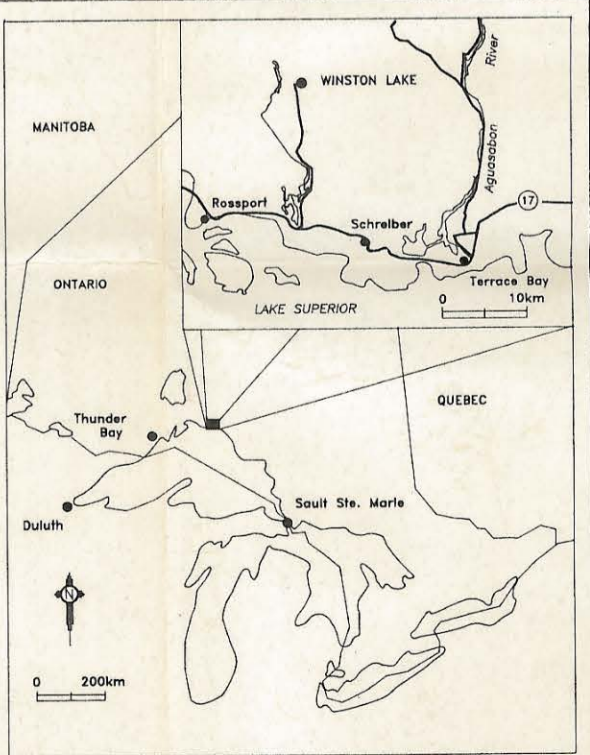 MANITOBA
WINSTON LAKE
River
Aguasabon
Rossport
Schreiber
17
Terrace Bay
0 10km
LAKE SUPERIOR
ONTARIO
QUEBEC
Thunder
Bay
Sault Ste. Marie
Duluth
N
0 200km